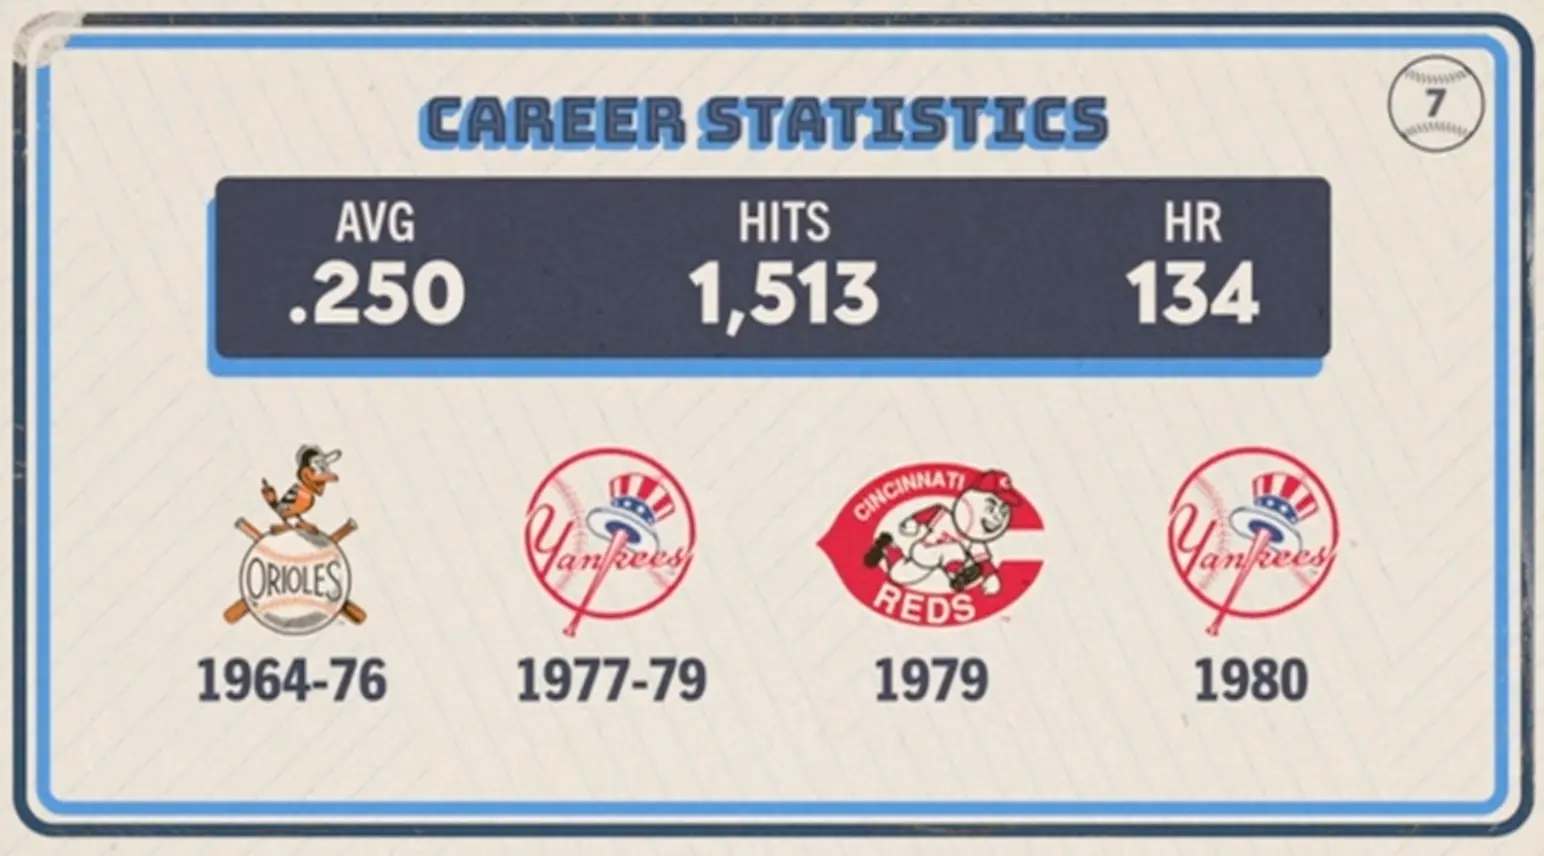 7
CAREER STATISTICS
AVG HITS HR
.250 1,513 134
ORIOLES Yankees CINCINNATI REDS Yankees
1964-76 1977-79 1979 1980